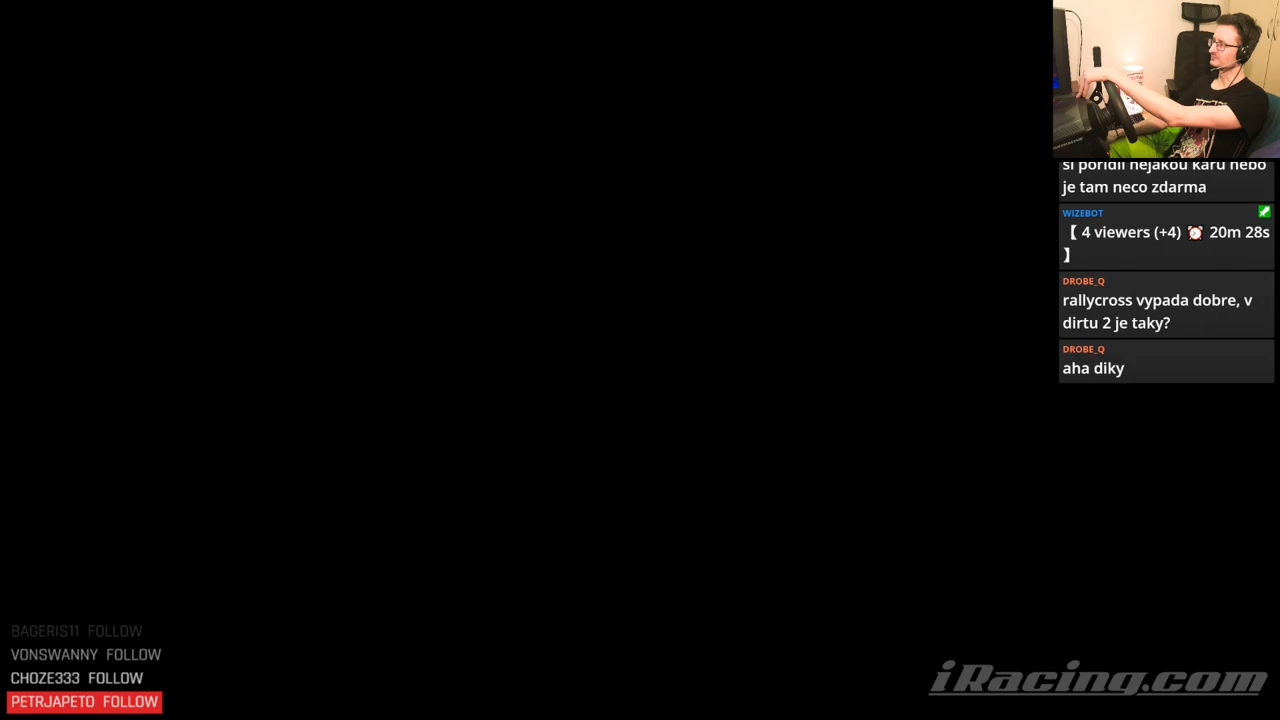 si poridil nejakou karu nebo
je tam neco zdarma
WIZEBOT
【 4 viewers (+4) ⏰ 20m 28s
】
DROBE_Q
rallycross vypada dobre, v
dirtu 2 je taky?
DROBE_Q
aha diky
BAGERIS11 FOLLOW
VONSWANNY FOLLOW
CHOZE333 FOLLOW
PETRJAPETO FOLLOW
iRacing.com